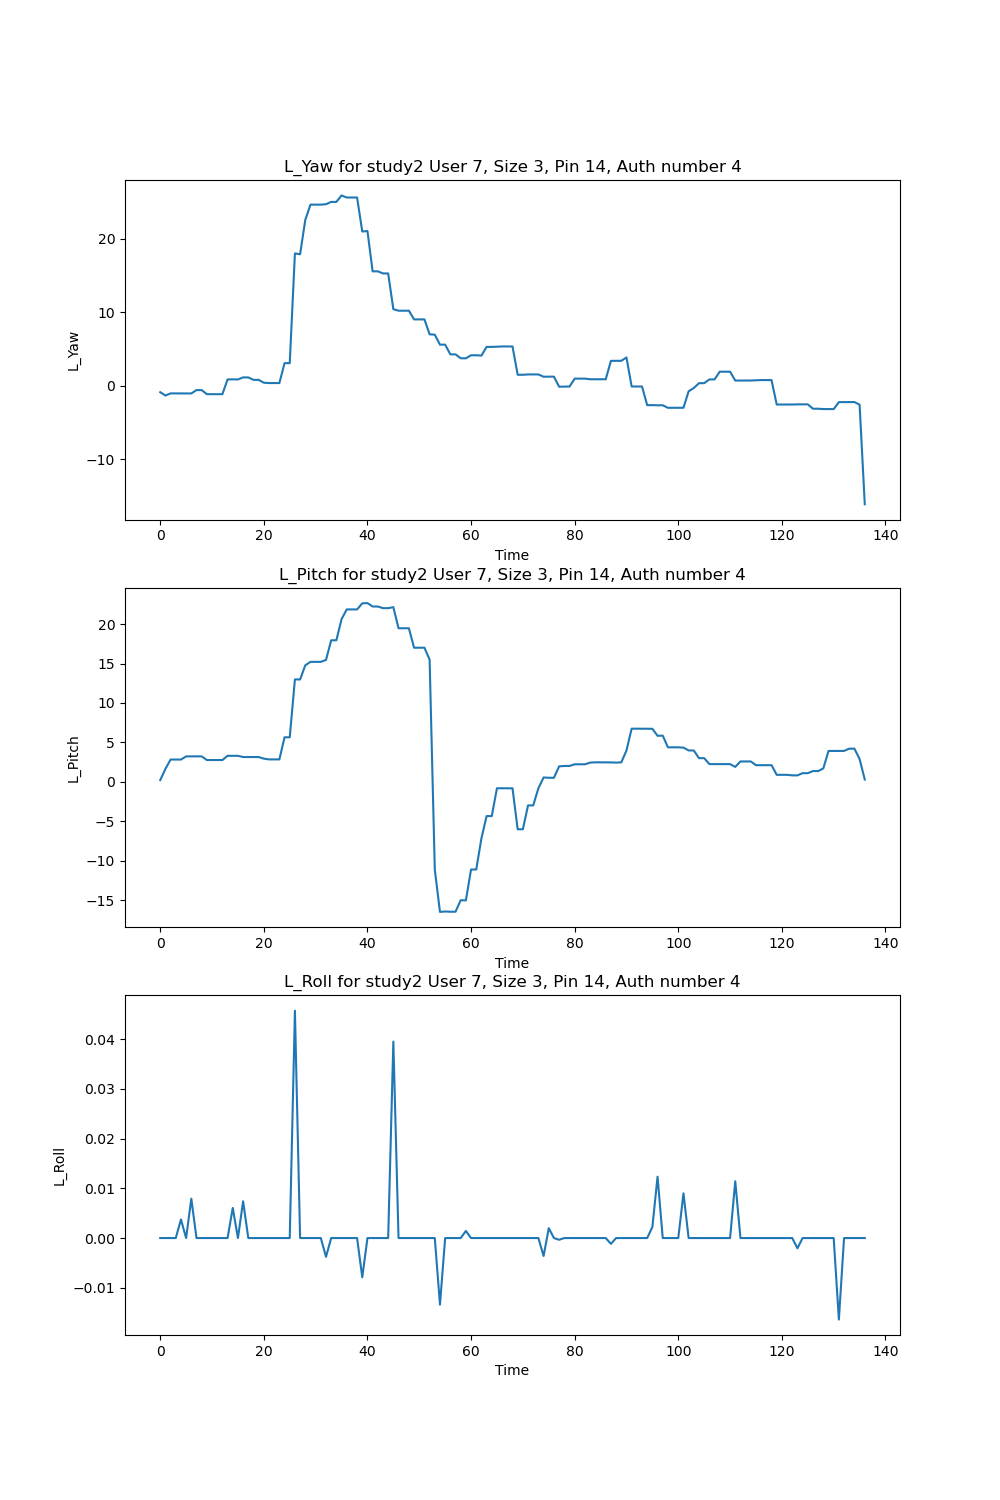 L_Yaw for study2 User 7, Size 3, Pin 14, Auth number 4
20
10
0
−10
L_Yaw
0 20 40 60 80 100 120 140
Time
L_Pitch for study2 User 7, Size 3, Pin 14, Auth number 4
20
15
10
5
0
−5
−10
−15
L_Pitch
0 20 40 60 80 100 120 140
Time
L_Roll for study2 User 7, Size 3, Pin 14, Auth number 4
0.04
0.03
0.02
0.01
0.00
−0.01
L_Roll
0 20 40 60 80 100 120 140
Time